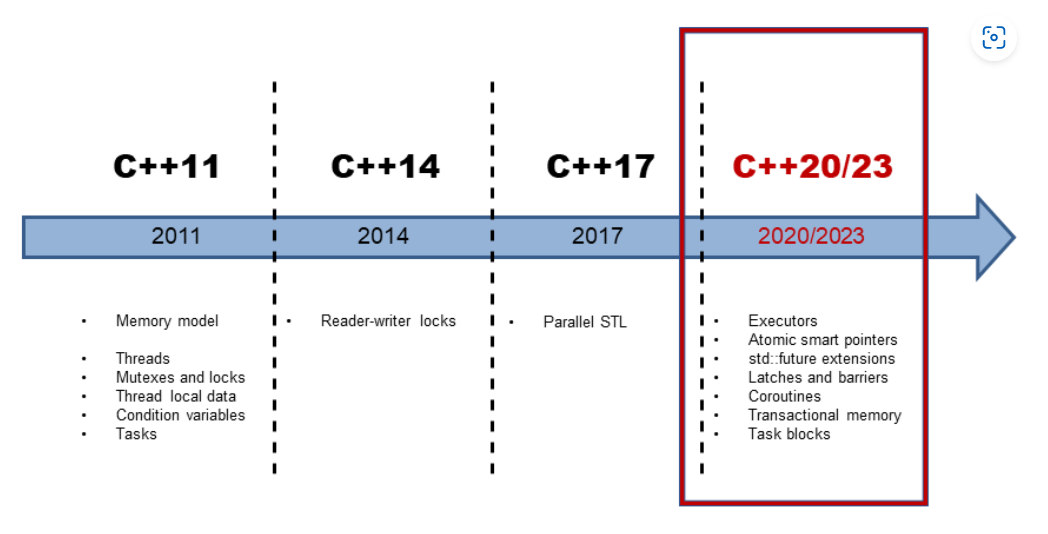 C++11
C++14
C++17
C++20/23
2011
2014
2017
2020/2023
• Memory model
• Threads
• Mutexes and locks
• Thread local data
• Condition variables
• Tasks
• Reader-writer locks
• Parallel STL
• Executors
• Atomic smart pointers
• std::future extensions
• Latches and barriers
• Coroutines
• Transactional memory
• Task blocks